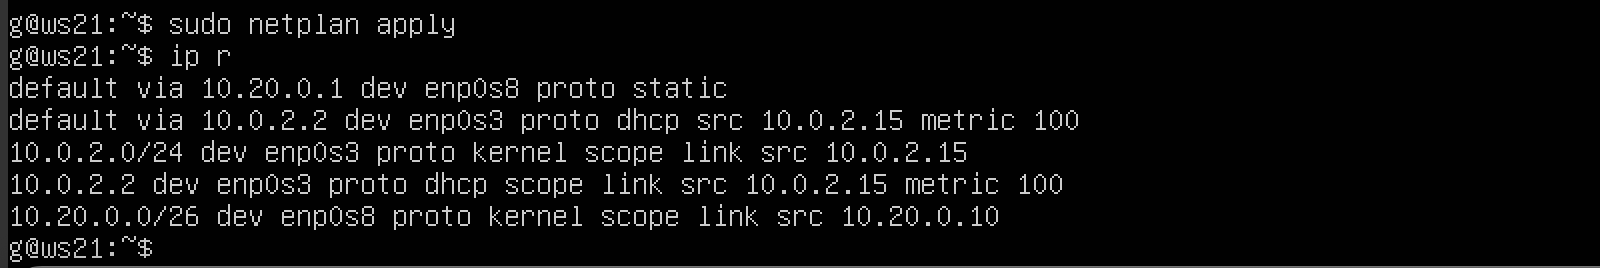 g@ws21:~$ sudo netplan apply
g@ws21:~$ ip r
default via 10.20.0.1 dev enp0s8 proto static
default via 10.0.2.2 dev enp0s3 proto dhcp src 10.0.2.15 metric 100
10.0.2.0/24 dev enp0s3 proto kernel scope link src 10.0.2.15
10.0.2.2 dev enp0s3 proto dhcp scope link src 10.0.2.15 metric 100
10.20.0.0/26 dev enp0s8 proto kernel scope link src 10.20.0.10
g@ws21:~$